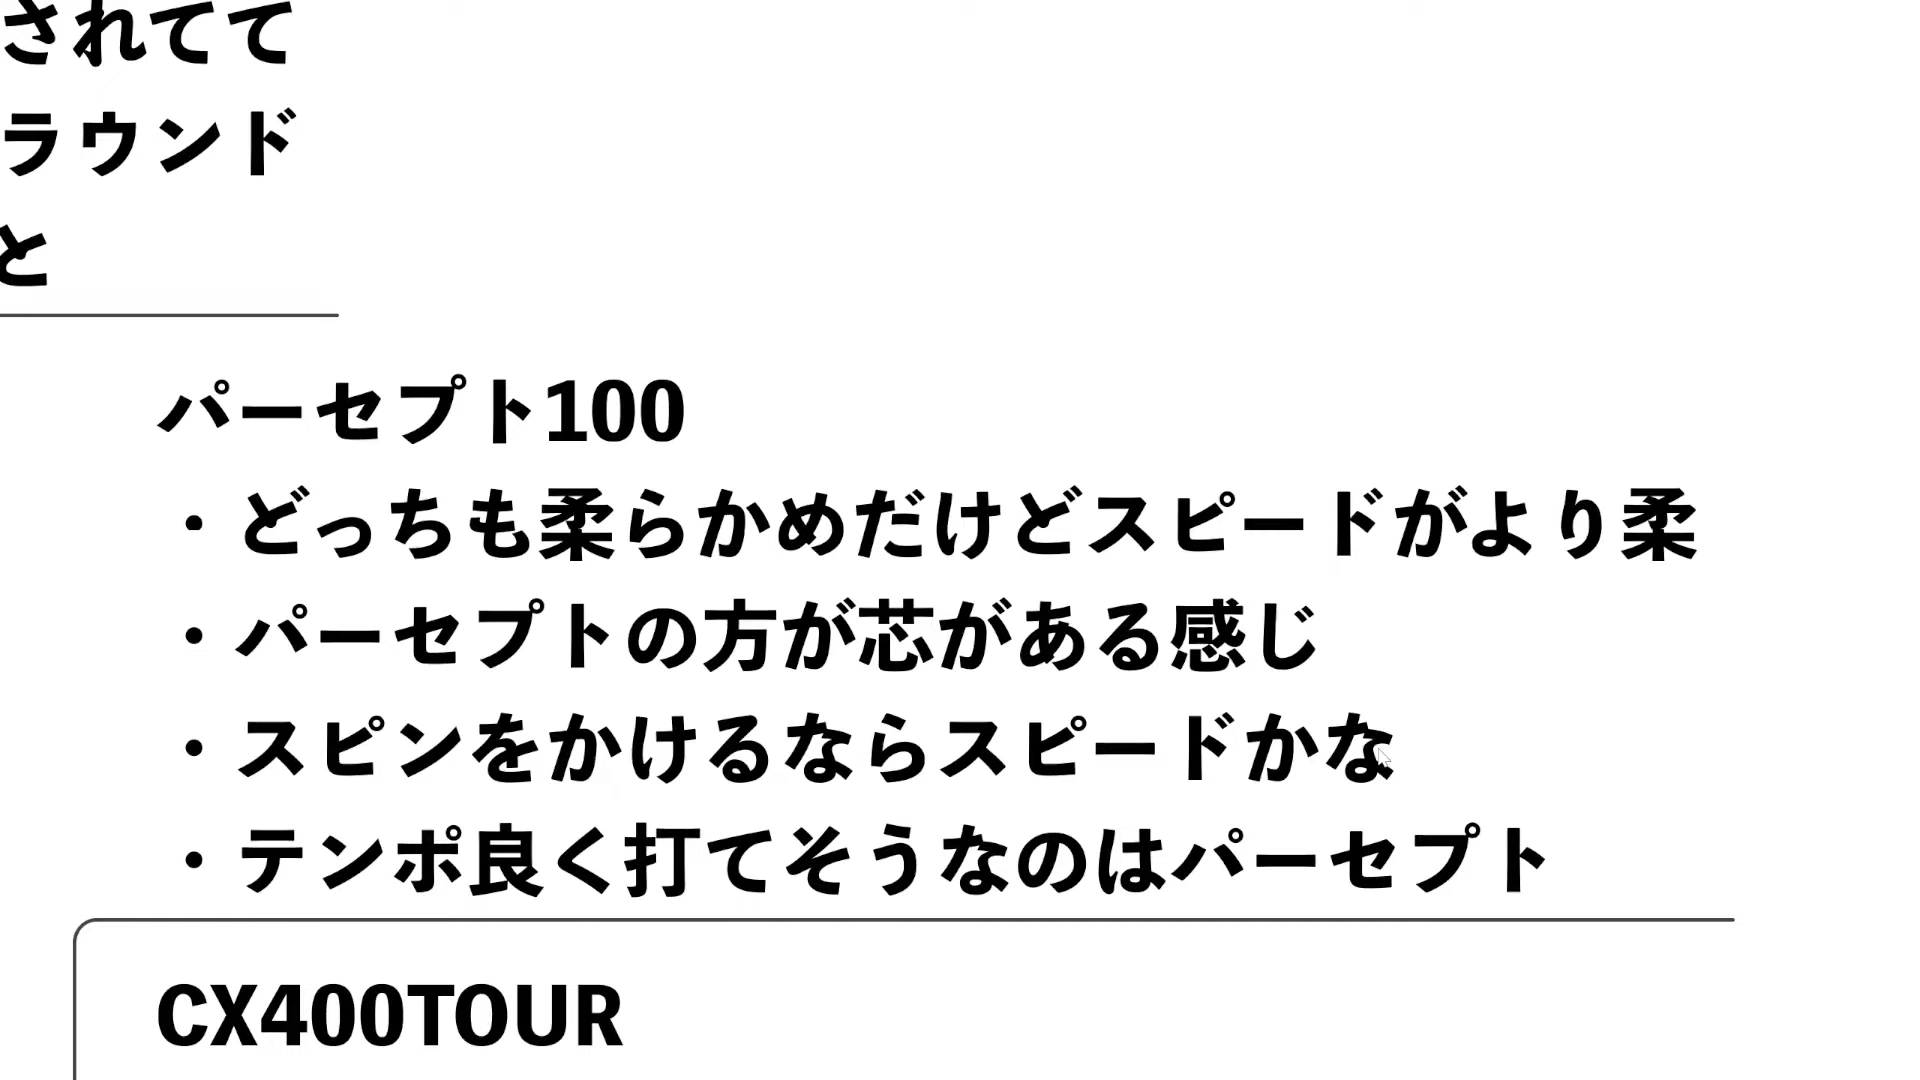 されてて
ラウンド
と
パーセプト100
・どっちも柔らかめだけどスピードがより柔
・パーセプトの方が芯がある感じ
・スピンをかけるならスピードかな
・テンポ良く打てそうなのはパーセプト
CX400TOUR